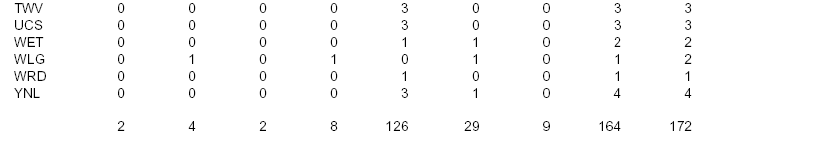 TWV 0 0 0 0 3 0 0 3 3
UCS 0 0 0 0 3 0 0 3 3
WET 0 0 0 0 1 1 0 2 2
WLG 0 1 0 1 0 1 0 1 2
WRD 0 0 0 0 1 0 0 1 1
YNL 0 0 0 0 3 1 0 4 4
2 4 2 8 126 29 9 164 172